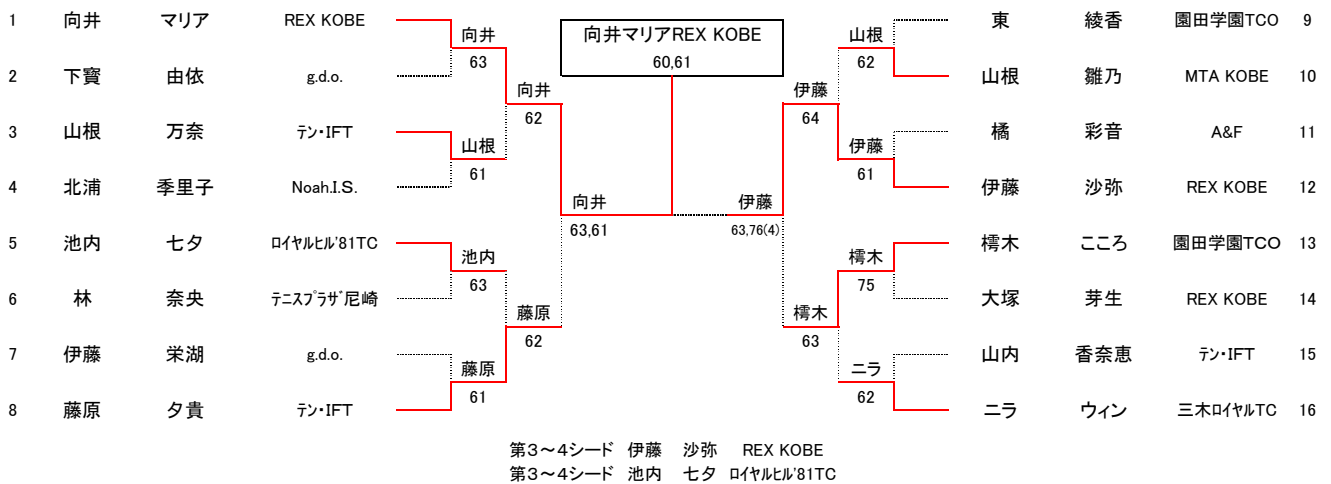 1 向井 マリア REX KOBE
2 下寳 由依 g.d.o.
3 山根 万奈 テン・IFT
4 北浦 季里子 Noah.I.S.
5 池内 七夕 ロイヤルヒル'81TC
6 林 奈央 テニスプラザ尼崎
7 伊藤 栄湖 g.d.o.
8 藤原 夕貴 テン・IFT
向井
63
山根
61
池内
63
藤原
61
向井
62
藤原
62
向井
63,61
向井マリアREX KOBE
60,61
伊藤
63,76(4)
伊藤
64
樗木
63
山根
62
伊藤
61
樗木
75
ニラ
62
東 綾香 園田学園TCO 9
山根 雛乃 MTA KOBE 10
橘 彩音 A&F 11
伊藤 沙弥 REX KOBE 12
樗木 こころ 園田学園TCO 13
大塚 芽生 REX KOBE 14
山内 香奈恵 テン・IFT 15
ニラ ウィン 三木ロイヤルTC 16
第3～4シード 伊藤 沙弥 REX KOBE
第3～4シード 池内 七夕 ロイヤルヒル'81TC